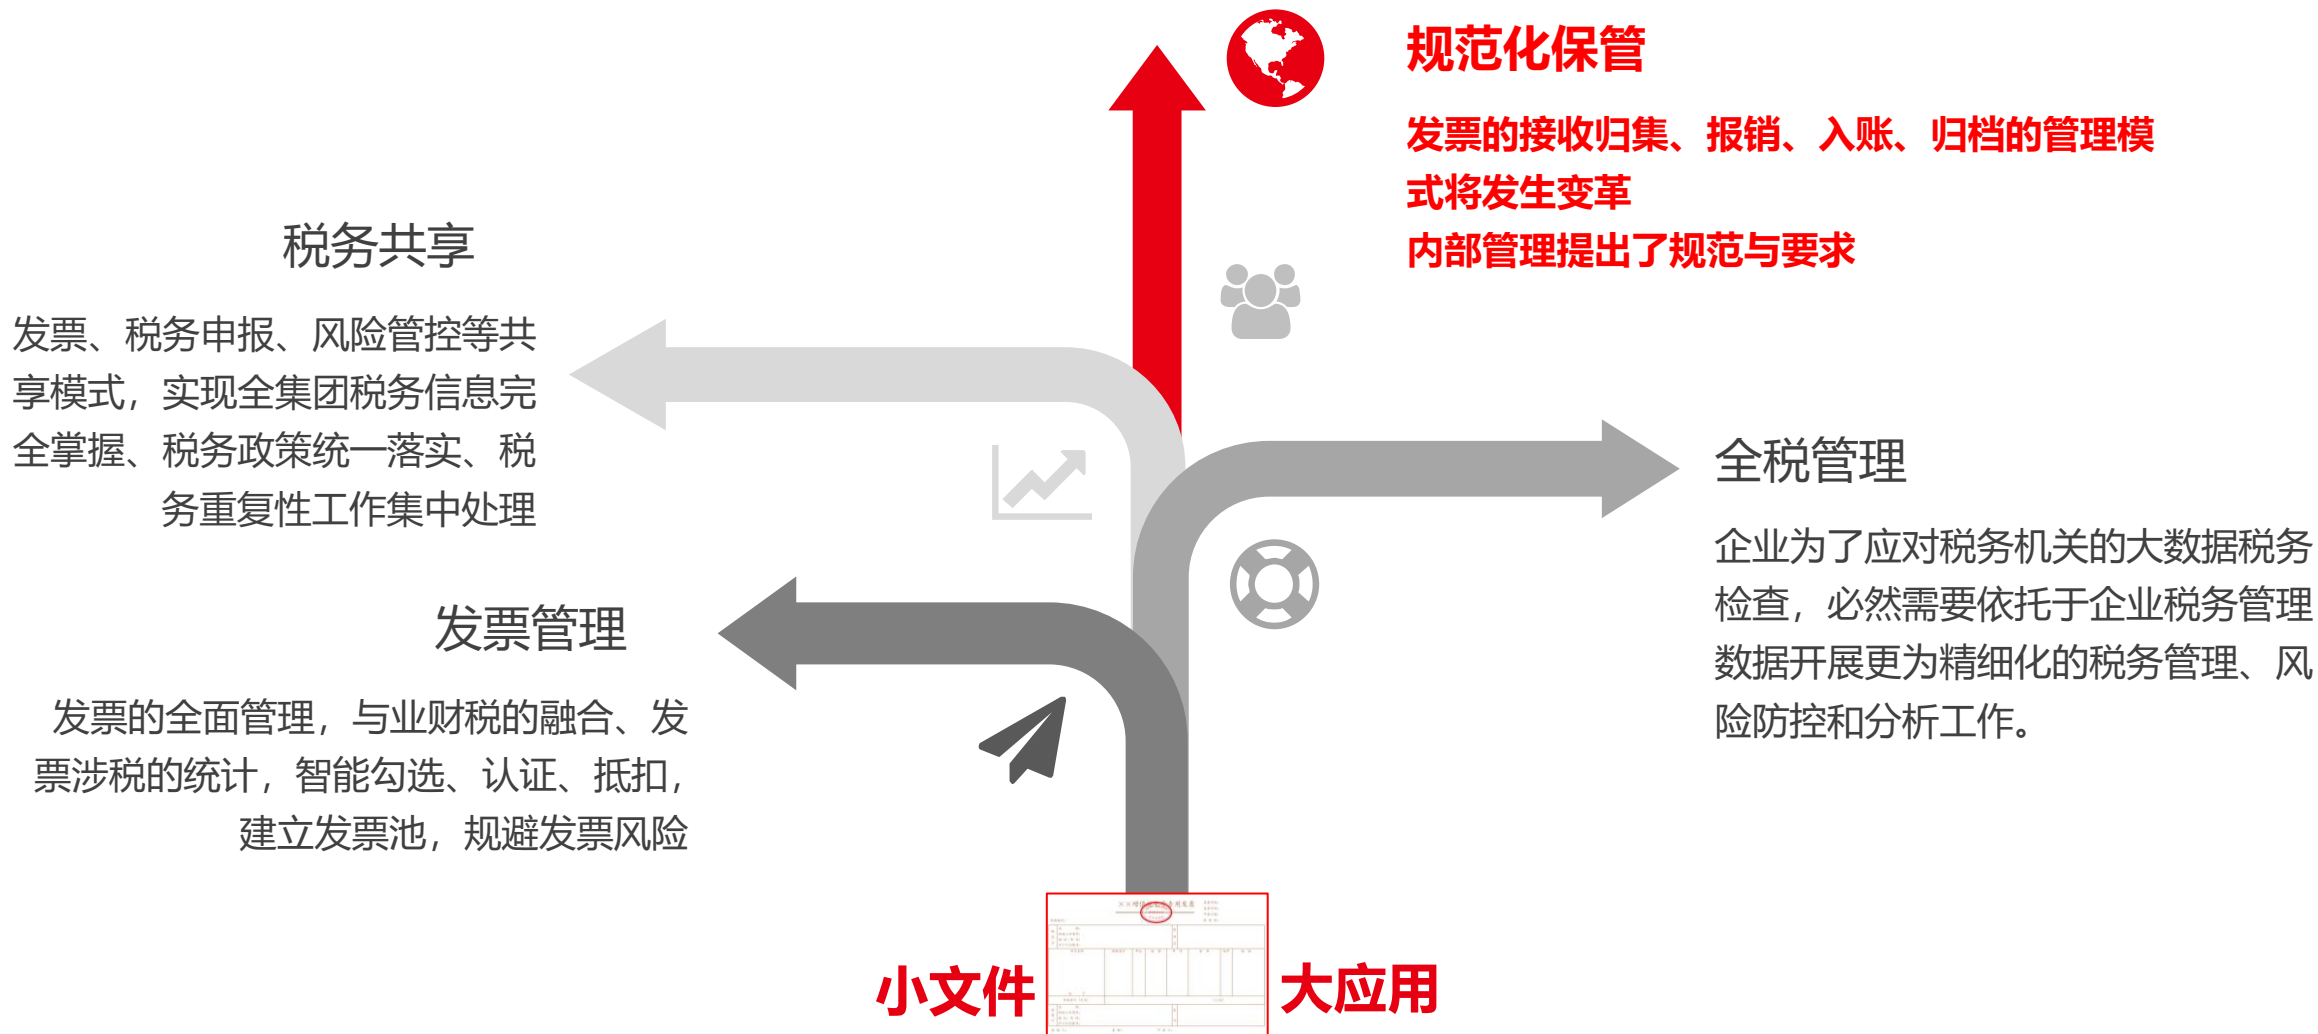 规范化保管
发票的接收归集、报销、入账、归档的管理模
式将发生变革
内部管理提出了规范与要求
税务共享
发票、税务申报、风险管控等共
享模式，实现全集团税务信息完
全掌握、税务政策统一落实、税
务重复性工作集中处理
全税管理
企业为了应对税务机关的大数据税务
检查，必然需要依托于企业税务管理
数据开展更为精细化的税务管理、风
险防控和分析工作。
发票管理
发票的全面管理，与业财税的融合、发
票涉税的统计，智能勾选、认证、抵扣，
建立发票池，规避发票风险
小文件
大应用